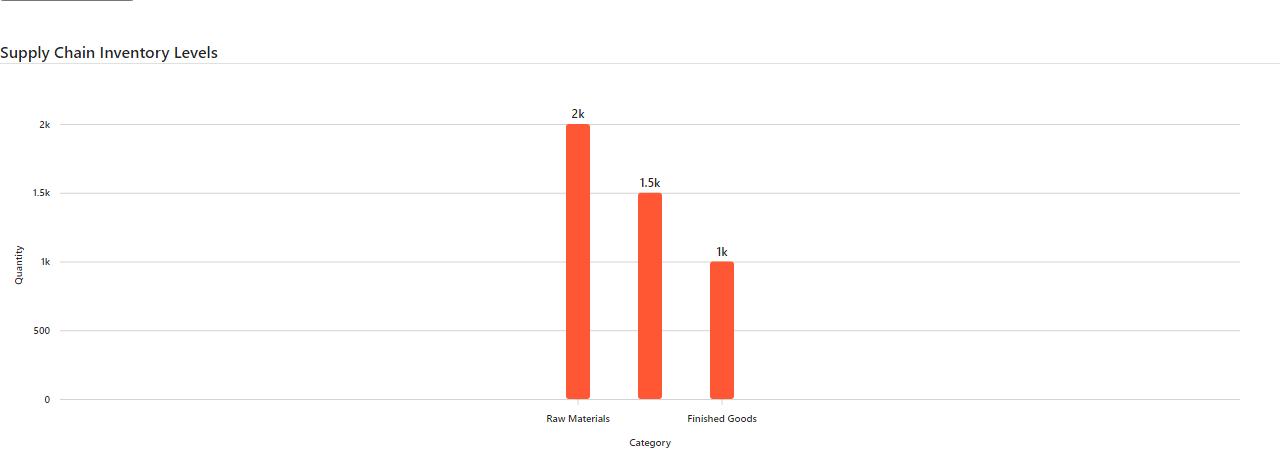 Supply Chain Inventory Levels
2k
2k
1.5k
1.5k
1k
1k
500
0
Quantity
Raw Materials
Finished Goods
Category